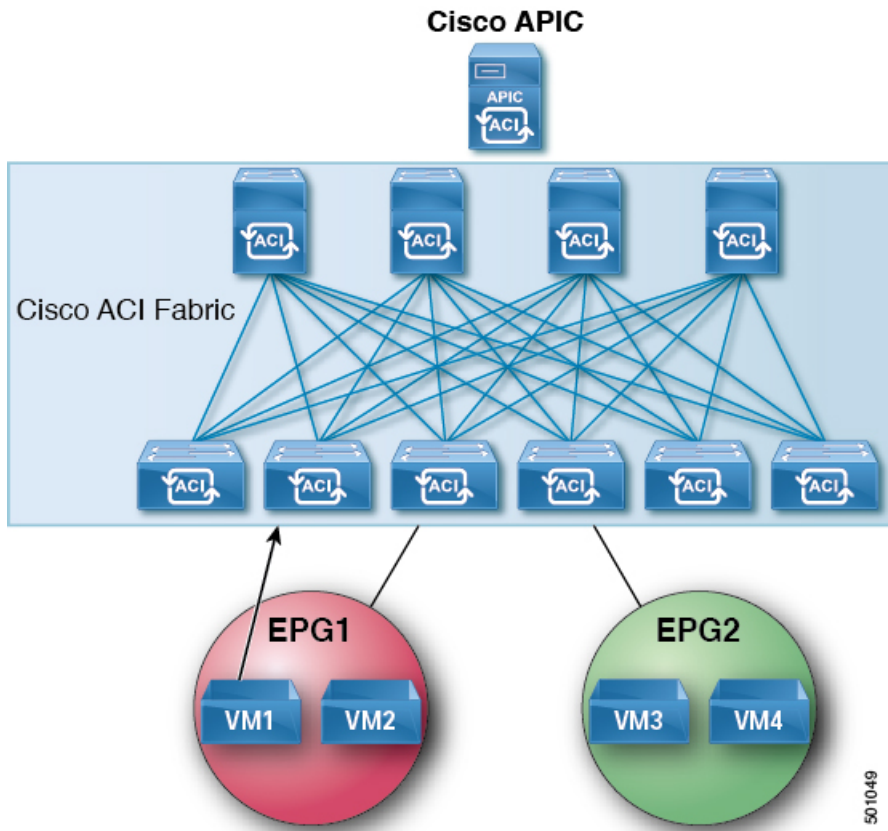 Cisco APIC
APIC
ACI
ACI
ACI
ACI
ACI
Cisco ACI Fabric
ACI
ACI
ACI
ACI
ACI
ACI
EPG1
EPG2
VM1
VM2
VM3
VM4
501049